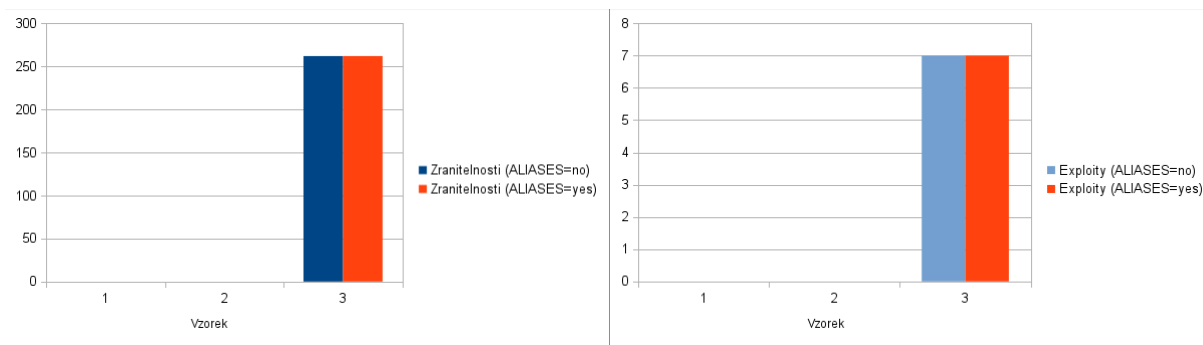 300
250
200
150
100
50
0
1 2 3
Vzorek
Zranitelnosti (ALIASES=no)
Zranitelnosti (ALIASES=yes)
8
7
6
5
4
3
2
1
0
1 2 3
Vzorek
Exploity (ALIASES=no)
Exploity (ALIASES=yes)